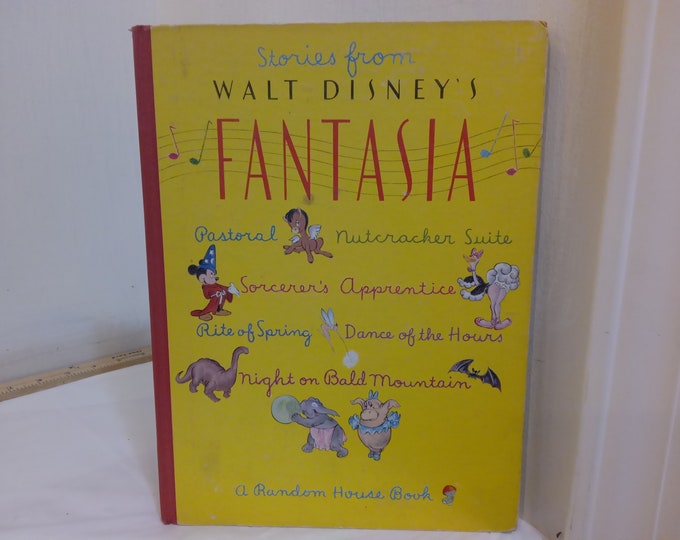 Stories from
WALT DISNEY'S
FANTASIA
Pastoral Nutcracker Suite
Sorcerer's Apprentice
Rite of Spring Dance of the Hours
Night on Bald Mountain
A Random House Book